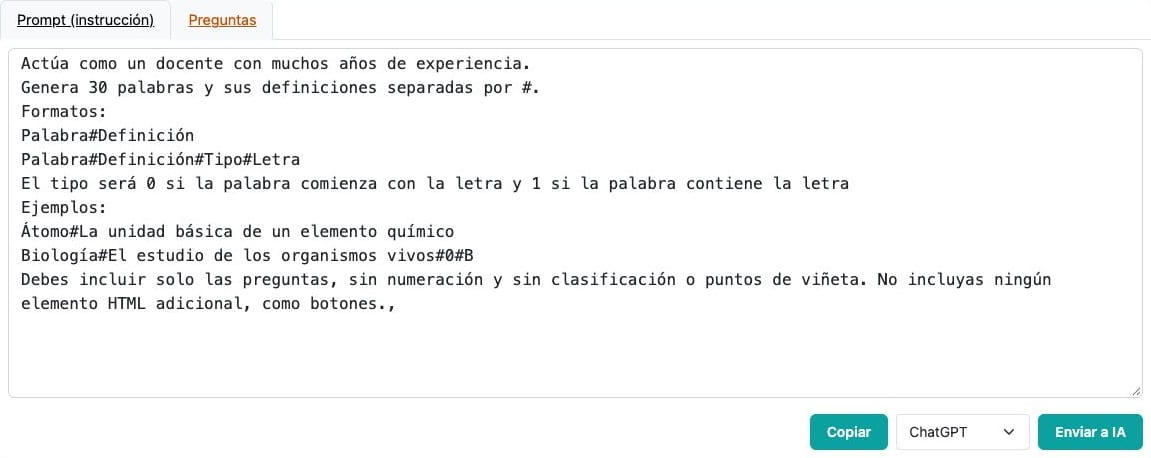 Prompt (instrucción) Preguntas
Actúa como un docente con muchos años de experiencia.
Genera 30 palabras y sus definiciones separadas por #.
Formatos:
Palabra#Definición
Palabra#Definición#Tipo#Letra
El tipo será 0 si la palabra comienza con la letra y 1 si la palabra contiene la letra
Ejemplos:
Átomo#La unidad básica de un elemento químico
Biología#El estudio de los organismos vivos#0#B
Debes incluir solo las preguntas, sin numeración y sin clasificación o puntos de viñeta. No incluyas ningún
elemento HTML adicional, como botones.,
Copiar ChatGPT Enviar a IA